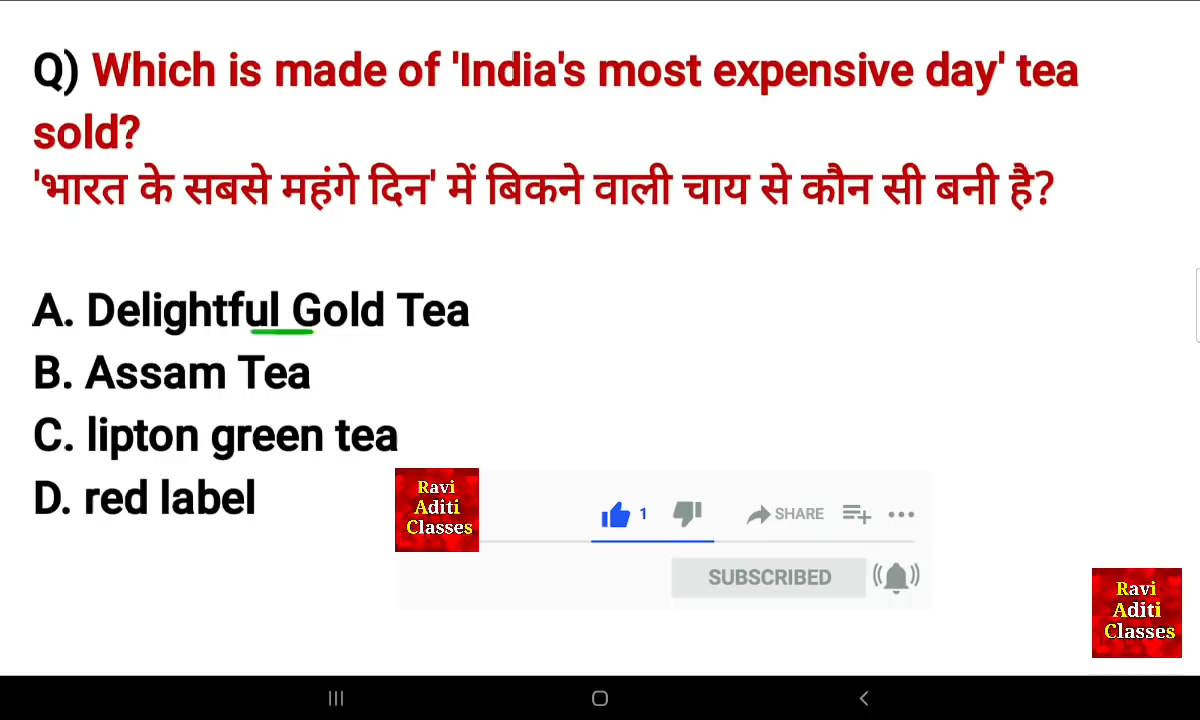 Q) Which is made of 'India's most expensive day' tea
sold?
'भारत के सबसे महंगे दिन' में बिकने वाली चाय से कौन सी बनी है?
A. Delightful Gold Tea
B. Assam Tea
C. lipton green tea
D. red label
Ravi
Aditi
Classes
1
SHARE
SUBSCRIBED
Ravi
Aditi
Classes